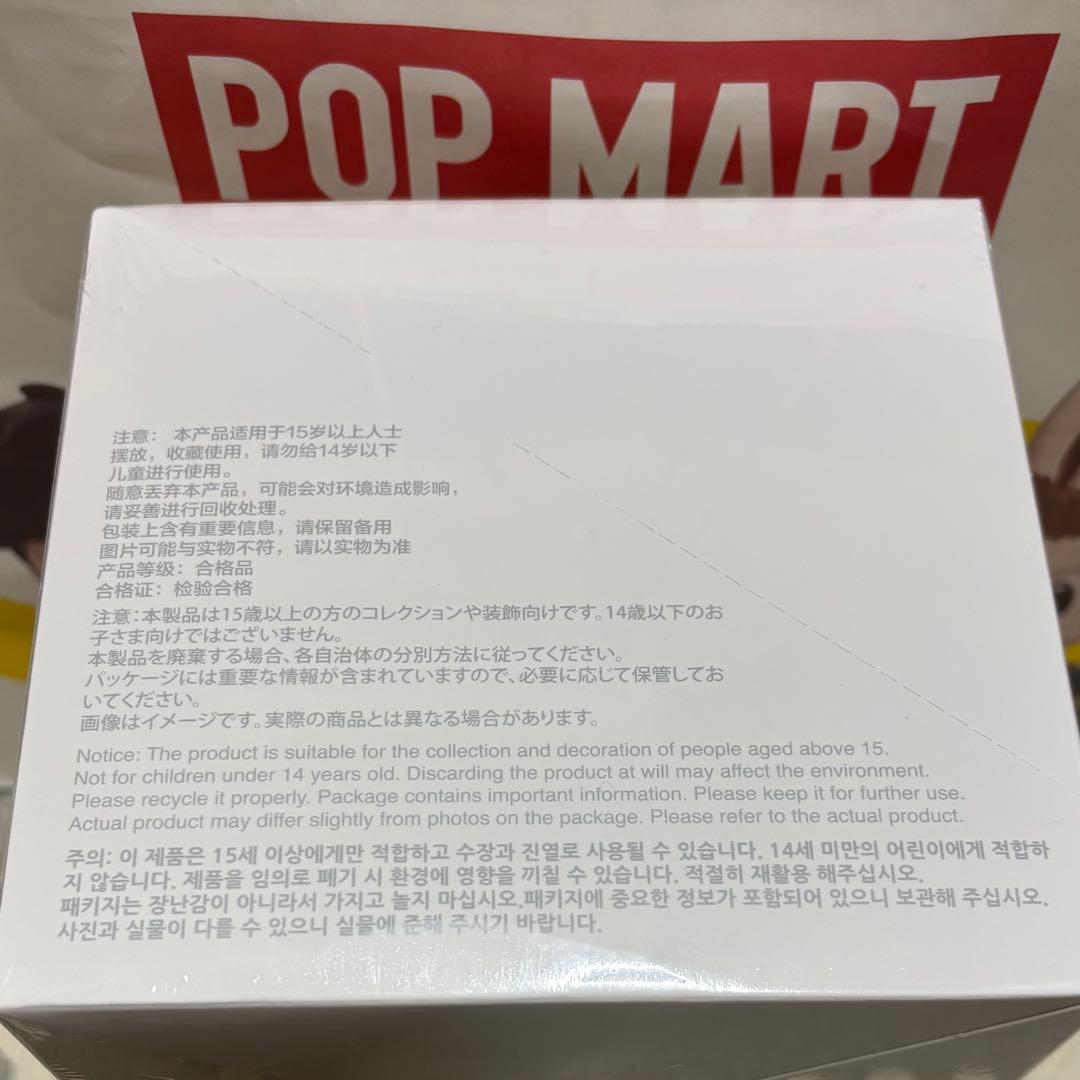 POP MART
注意： 本产品适用于15岁以上人士
摆放，收藏使用，请勿给14岁以下
儿童进行使用。
随意丢弃本产品，可能会对环境造成影响，
请妥善进行回收处理。
包装上含有重要信息，请保留备用
图片可能与实物不符，请以实物为准
产品等级：合格品
合格证：检验合格
注意：本製品は15歳以上の方のコレクションや装飾向けです。14歳以下のお
子さま向けではございません。
本製品を廃棄する場合、各自治体の分別方法に従ってください。
パッケージには重要な情報が含まれていますので、必要に応じて保管してお
いてください。
画像はイメージです。実際の商品とは異なる場合があります。
Notice: The product is suitable for the collection and decoration of people aged above 15.
Not for children under 14 years old. Discarding the product at will may affect the environment.
Please recycle it properly. Package contains important information. Please keep it for further use.
Actual product may differ slightly from photos on the package. Please refer to the actual product.
주의: 이 제품은 15세 이상에게만 적합하고 수장과 진열로 사용될 수 있습니다. 14세 미만의 어린이에게 적합하
지 않습니다. 제품을 임의로 폐기 시 환경에 영향을 끼칠 수 있습니다. 적절히 재활용 해주십시오.
패키지는 장난감이 아니라서 가지고 놀지 마십시오.패키지에 중요한 정보가 포함되어 있으니 보관해 주십시오.
사진과 실물이 다를 수 있으니 실물에 준해 주시기 바랍니다.